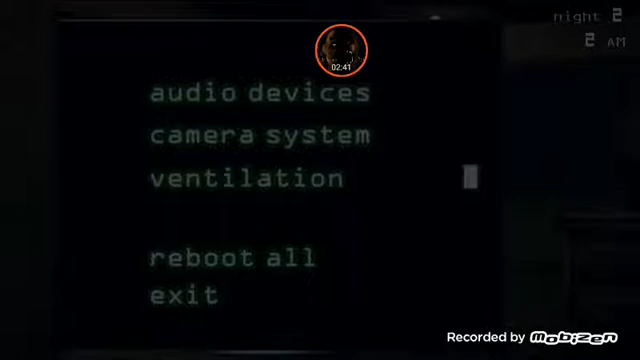 night 2
2 AM
02:41
audio devices
camera system
ventilation
reboot all
exit
Recorded by Mobizen